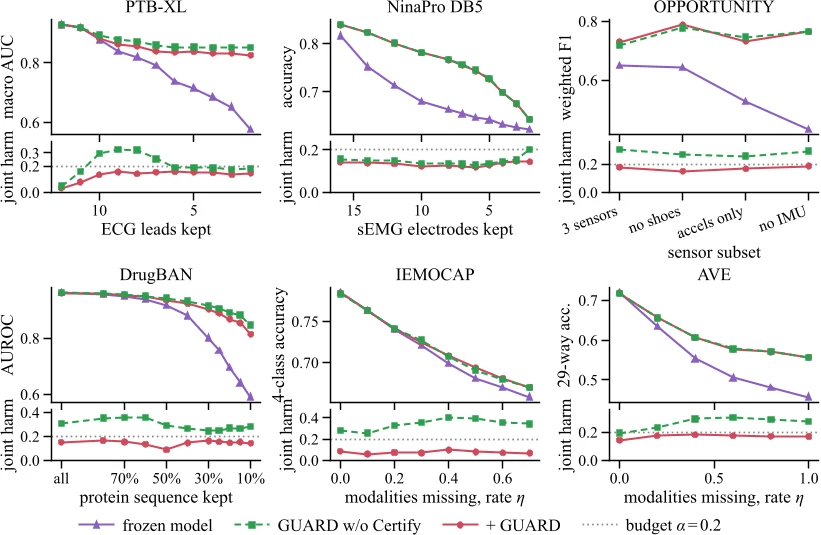 PTB-XL
NinaPro DB5
OPPORTUNITY
macro AUC
0.8
0.6
accuracy
0.8
0.7
weighted F1
0.8
0.6
joint harm
0.3
0.2
0.0
joint harm
0.2
0.0
joint harm
0.2
0.0
10
5
15
10
5
3 sensors
no shoes
accels only
no IMU
ECG leads kept
sEMG electrodes kept
sensor subset
DrugBAN
IEMOCAP
AVE
AUROC
0.8
0.6
4-class accuracy
0.75
0.70
29-way acc.
0.7
0.6
0.5
joint harm
0.4
0.2
0.0
joint harm
0.4
0.2
0.0
joint harm
0.4
0.2
0.0
all
70%
50%
30%
10%
0.0
0.2
0.4
0.6
0.0
0.5
1.0
protein sequence kept
modalities missing, rate η
modalities missing, rate η
frozen model
GUARD w/o Certify
+ GUARD
budget α = 0.2